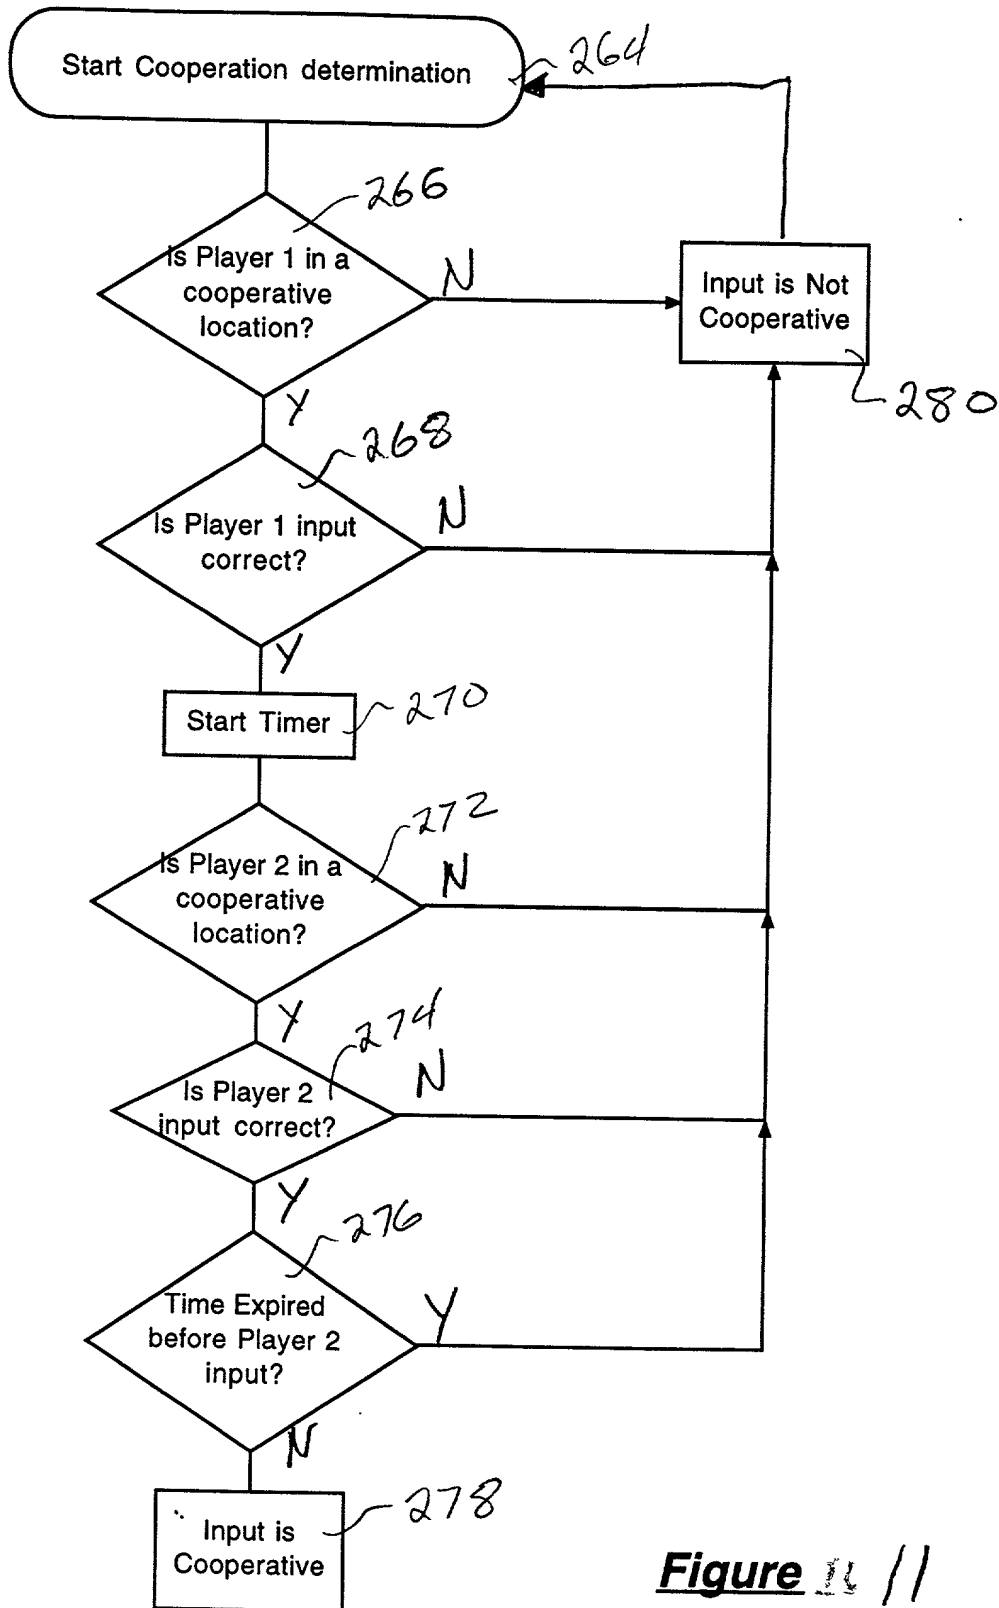 Start Cooperation determination
264
266
Is Player 1 in a
cooperative
location?
N
Input is Not
Cooperative
280
Y
268
Is Player 1 input
correct?
N
Y
Start Timer
270
272
Is Player 2 in a
cooperative
location?
N
Y
274
Is Player 2
input correct?
N
Y
276
Time Expired
before Player 2
input?
Y
N
278
Input is
Cooperative
Figure 11